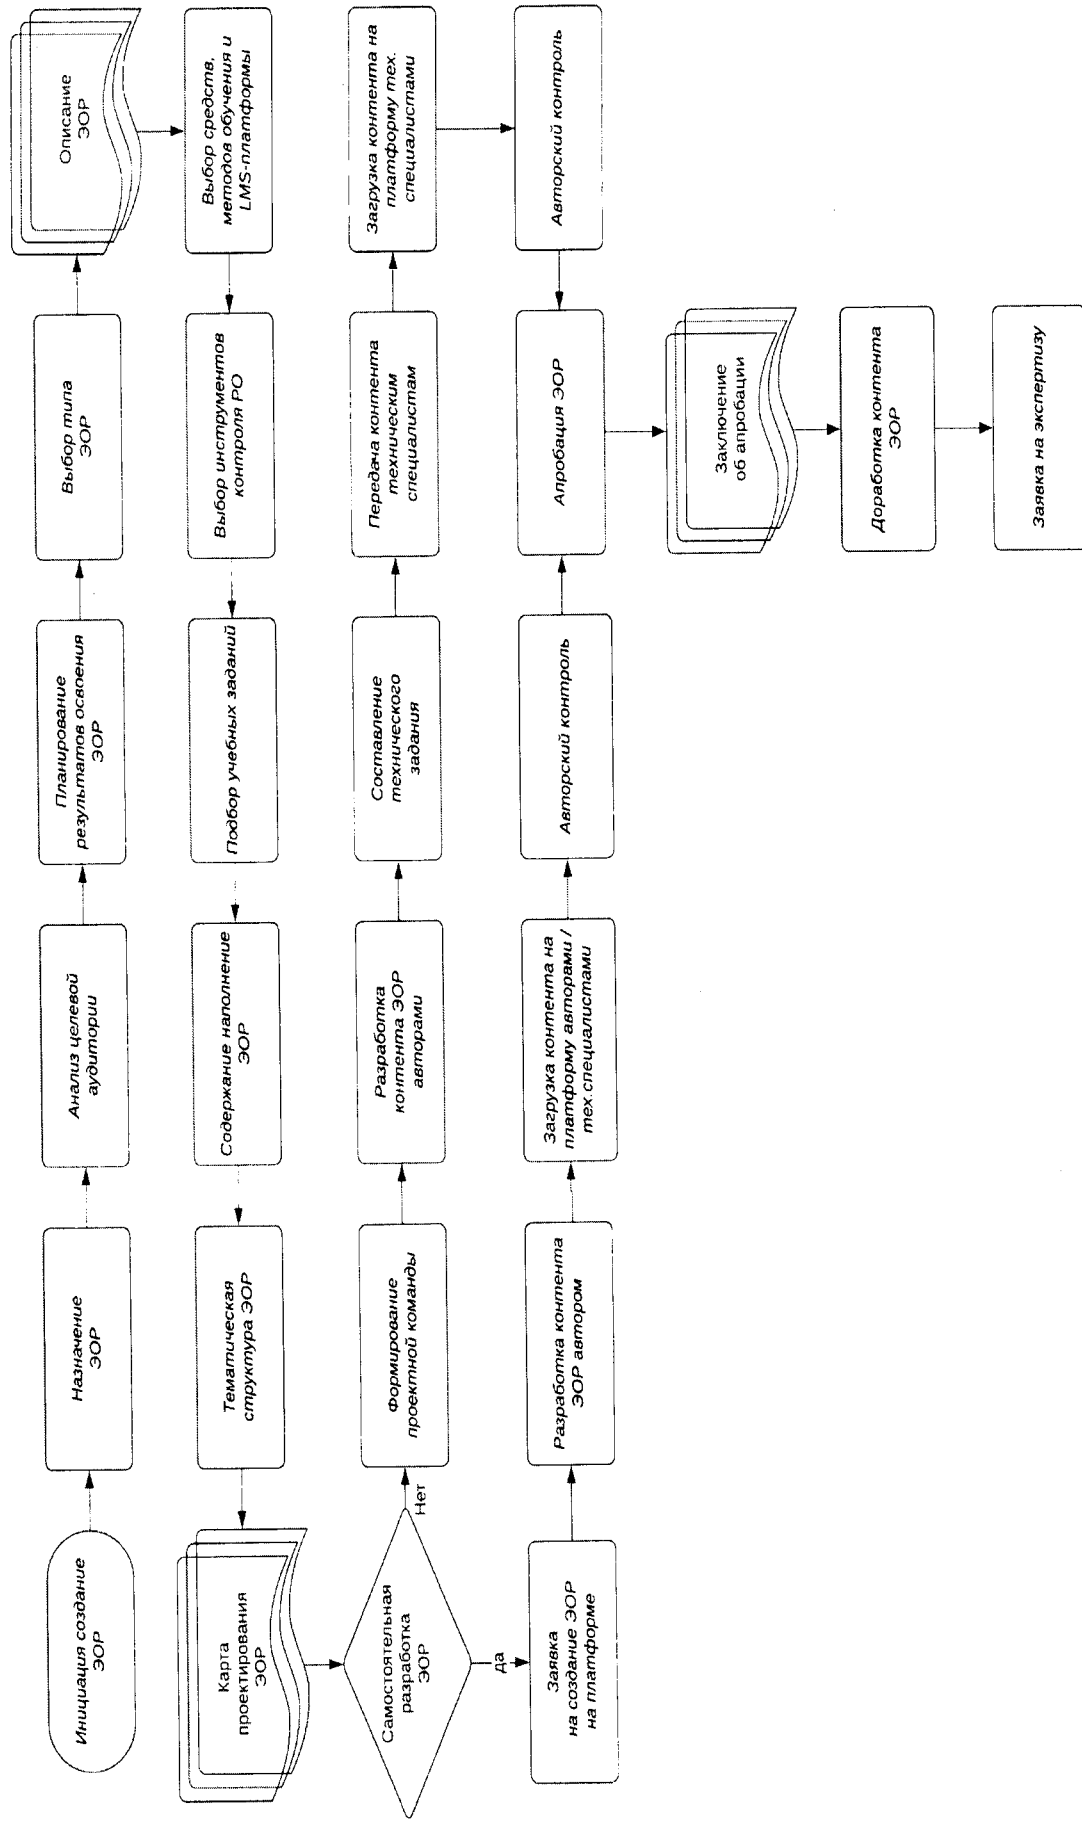 Инициация создание
ЭОР
Назначение
ЭОР
Анализ целевой
аудитории
Планирование
результатов освоения
ЭОР
Выбор типа
ЭОР
Описание
ЭОР
Выбор средств,
методов обучения и
LMS-платформы
Выбор инструментов
контроля РО
Подбор учебных заданий
Содержание наполнение
ЭОР
Тематическая
структура ЭОР
Карта
проектирования
ЭОР
Самостоятельная
разработка
ЭОР
Нет
Формирование
проектной команды
Разработка
контента ЭОР
авторами
Составление
технического
задания
Передача контента
техническим
специалистам
Загрузка контента на
платформу тех.
специалистами
Авторский контроль
да
Заявка
на создание ЭОР
на платформе
Разработка контента
ЭОР автором
Загрузка контента на
платформу авторами /
тех.специалистами
Авторский контроль
Апробация ЭОР
Заключение
об апробации
Доработка контента
ЭОР
Заявка на экспертизу